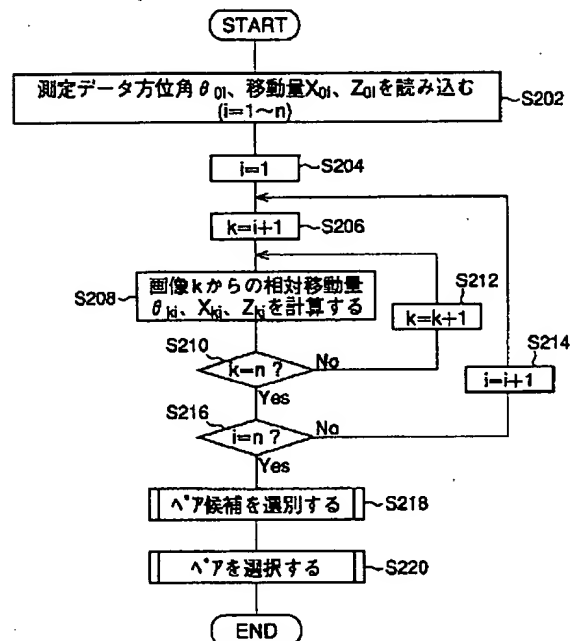 START
測定データ方位角θ0i、移動量X0i、Z0iを読み込む
(i=1~n)
S202
i=1
S204
k=i+1
S206
画像kからの相対移動量
θki、Xki、Zkiを計算する
S208
S212
k=k+1
S210
k=n ?
No
Yes
S214
i=i+1
S216
i=n ?
No
Yes
ペア候補を選別する
S218
ペアを選択する
S220
END